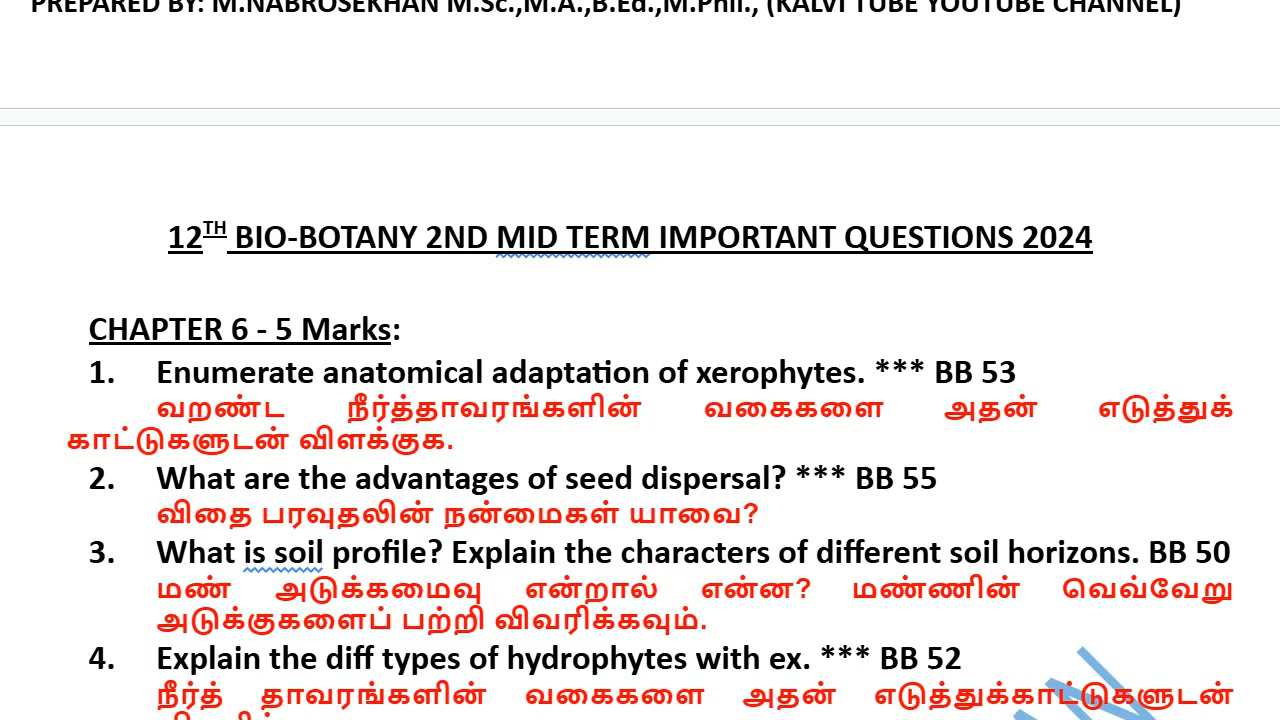 PREPARED BY: M.NABROSEKHAN M.Sc.,M.A.,B.Ed.,M.Phil., (KALVI TUBE YOUTUBE CHANNEL)
12TH BIO-BOTANY 2ND MID TERM IMPORTANT QUESTIONS 2024
CHAPTER 6 - 5 Marks:
1. Enumerate anatomical adaptation of xerophytes. *** BB 53
வறண்ட நீர்த்தாவரங்களின் வகைகளை அதன் எடுத்துக்
காட்டுகளுடன் விளக்குக.
2. What are the advantages of seed dispersal? *** BB 55
விதை பரவுதலின் நன்மைகள் யாவை?
3. What is soil profile? Explain the characters of different soil horizons. BB 50
மண் அடுக்கமைவு என்றால் என்ன? மண்ணின் வெவ்வேறு
அடுக்குகளைப் பற்றி விவரிக்கவும்.
4. Explain the diff types of hydrophytes with ex. *** BB 52
நீர்த் தாவரங்களின் வகைகளை அதன் எடுத்துக்காட்டுகளுடன்